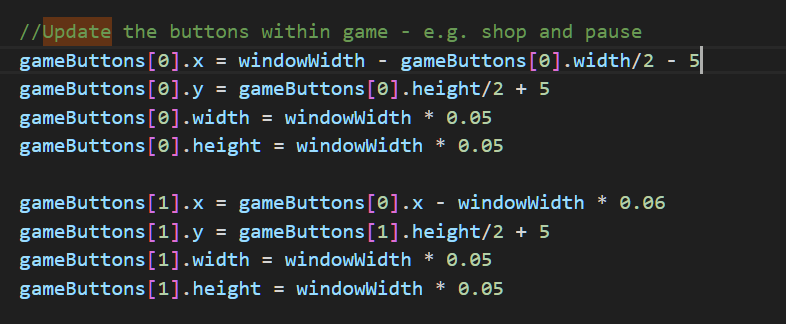 //Update the buttons within game - e.g. shop and pause
gameButtons[0].x = windowWidth - gameButtons[0].width/2 - 5
gameButtons[0].y = gameButtons[0].height/2 + 5
gameButtons[0].width = windowWidth * 0.05
gameButtons[0].height = windowWidth * 0.05
gameButtons[1].x = gameButtons[0].x - windowWidth * 0.06
gameButtons[1].y = gameButtons[1].height/2 + 5
gameButtons[1].width = windowWidth * 0.05
gameButtons[1].height = windowWidth * 0.05